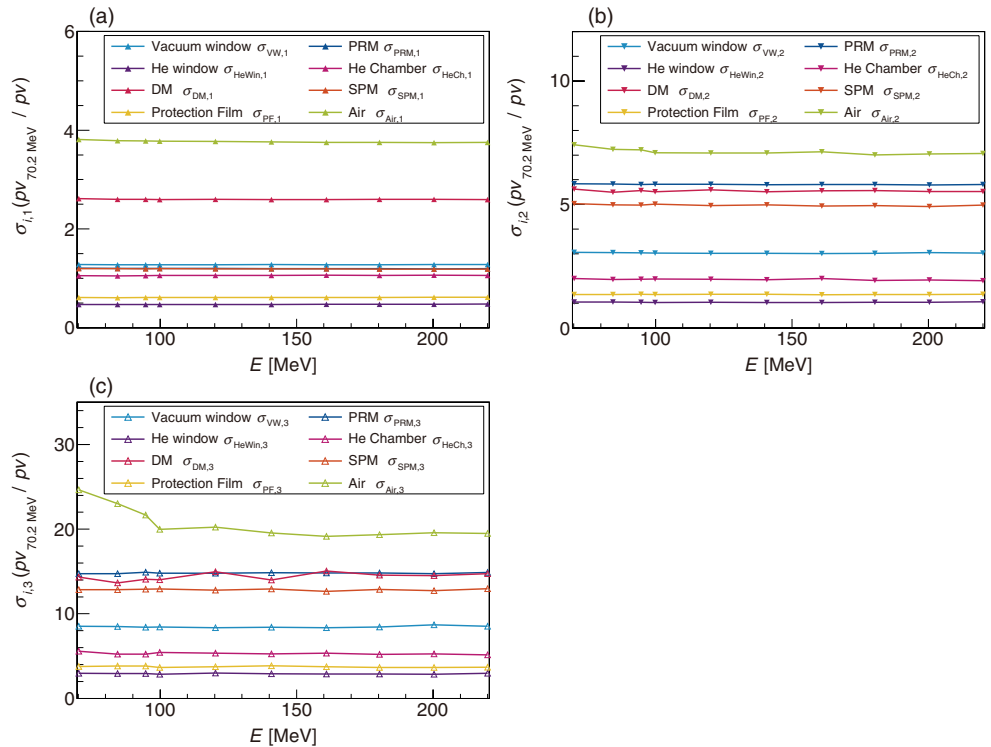 (a)
6
4
2
0
σi,1(pv70.2 MeV / pv)
Vacuum window σVW,1
PRM σPRM,1
He window σHeWin,1
He Chamber σHeCh,1
DM σDM,1
SPM σSPM,1
Protection Film σPF,1
Air σAir,1
100 150 200
E [MeV]
(b)
10
5
0
σi,2(pv70.2 MeV / pv)
Vacuum window σVW,2
PRM σPRM,2
He window σHeWin,2
He Chamber σHeCh,2
DM σDM,2
SPM σSPM,2
Protection Film σPF,2
Air σAir,2
100 150 200
E [MeV]
(c)
30
20
10
0
σi,3(pv70.2 MeV / pv)
Vacuum window σVW,3
PRM σPRM,3
He window σHeWin,3
He Chamber σHeCh,3
DM σDM,3
SPM σSPM,3
Protection Film σPF,3
Air σAir,3
100 150 200
E [MeV]